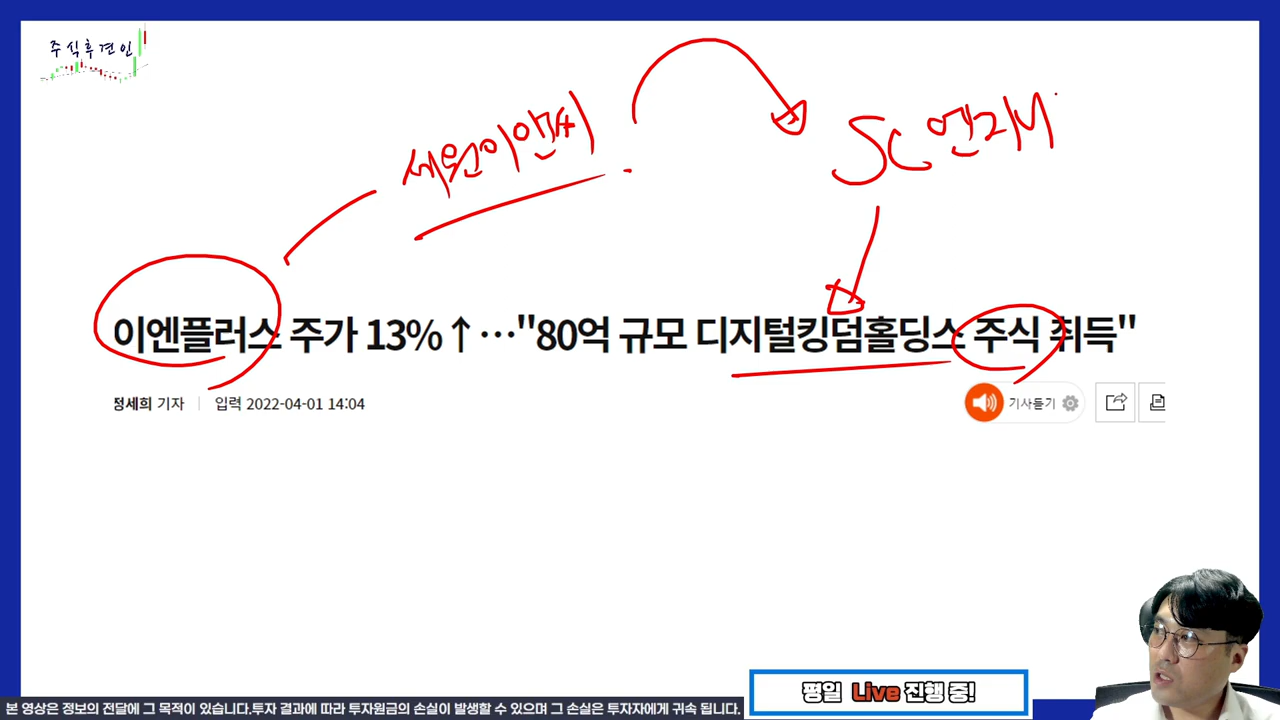 주식후견인
세원이앤씨
SC엔지니
이엔플러스 주가 13%↑…"80억 규모 디지털킹덤홀딩스 주식 취득"
정세희 기자 | 입력 2022-04-01 14:04
기사듣기
평일 Live 진행 중!
본 영상은 정보의 전달에 그 목적이 있습니다.투자 결과에 따라 투자원금의 손실이 발생할 수 있으며 그 손실은 투자자에게 귀속 됩니다.